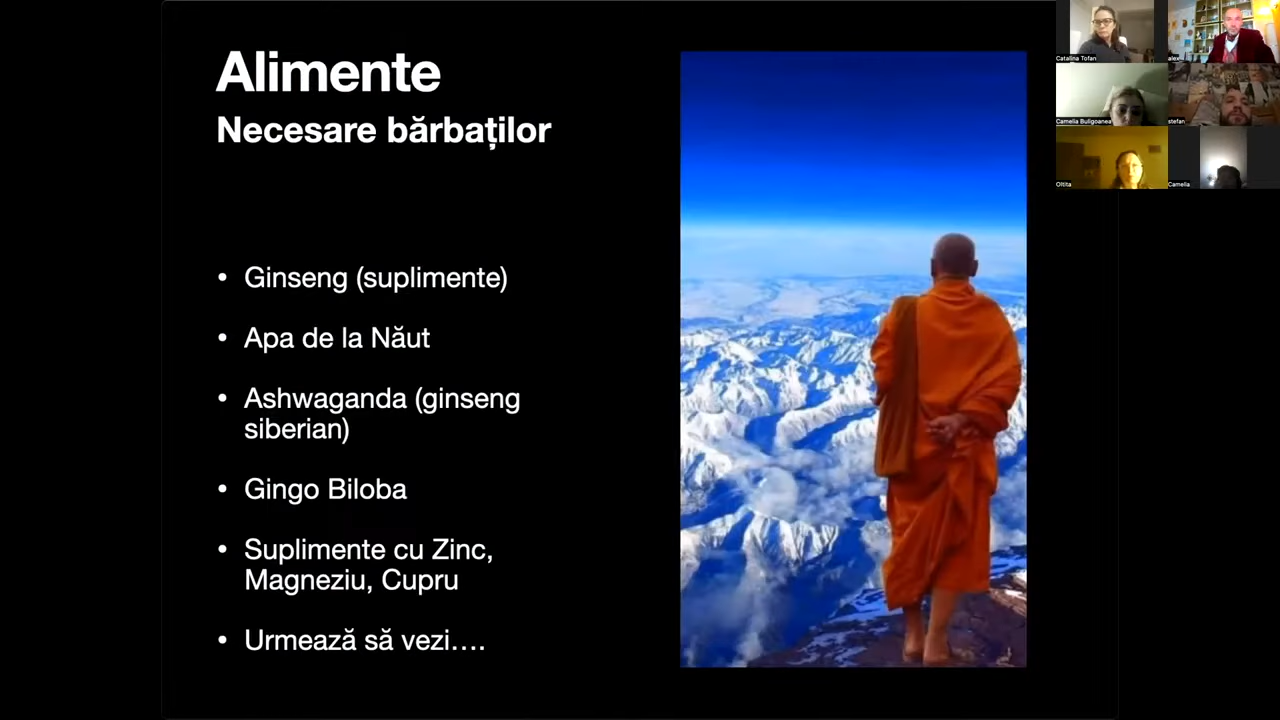 Alimente
Necesare bărbaților
• Ginseng (suplimente)
• Apa de la Năut
• Ashwaganda (ginseng
siberian)
• Gingo Biloba
• Suplimente cu Zinc,
Magneziu, Cupru
• Urmează să vezi….
Catalina Tofan
alex
Camelia Buligoanea
stefan
Oltita
Camelia